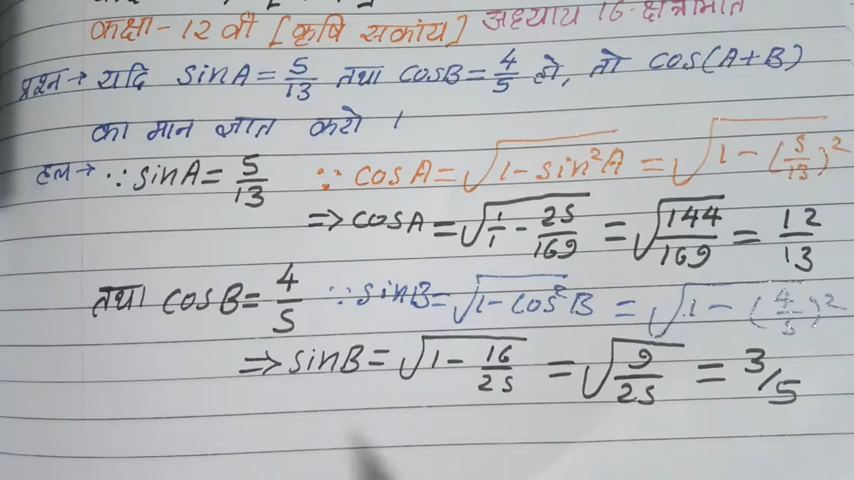 कक्षा-12 वीं [कृषि सकांय] अध्याय 16-
प्रश्न→ यदि sinA=5/13 तथा cosB=4/5 हो, तो cos(A+B)
का मान ज्ञात करो ।
हल→ ∵sinA=5/13 ∵ cosA=√(1-sin²A) = √(1-(5/13)²)
⇒cosA=√(1/1-25/169) = √(144/169) = 12/13
तथा cosB=4/5 ∵sinB=√(1-cos²B) = √(1-(4/5)²)
⇒sinB=√(1-16/25) = √(9/25) = 3/5